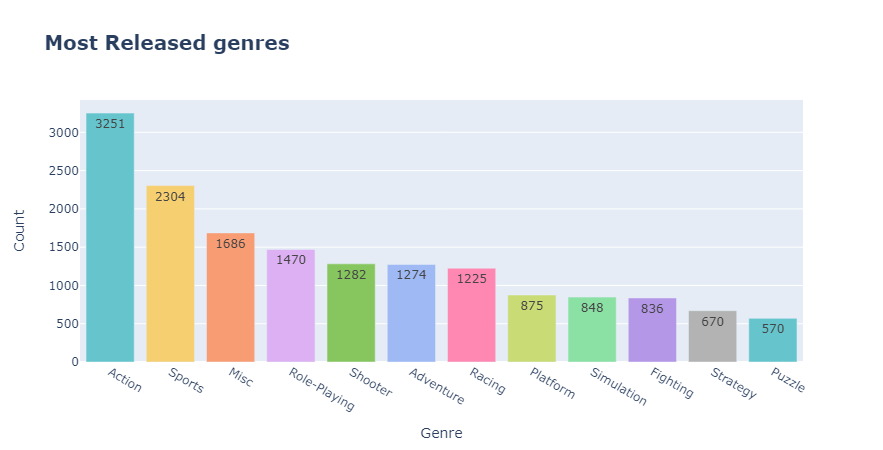 Most Released genres
Count
3000
2500
2000
1500
1000
500
0
3251
2304
1686
1470
1282
1274
1225
875
848
836
670
570
Action
Sports
Misc
Role-Playing
Shooter
Adventure
Racing
Platform
Simulation
Fighting
Strategy
Puzzle
Genre